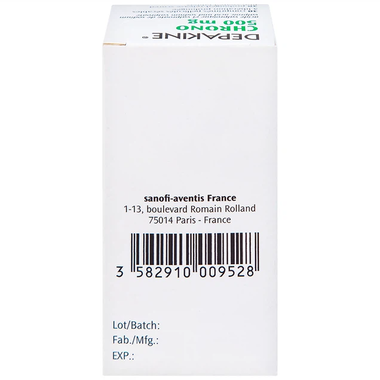 DEPAKINE®
CHRONO
500 mg
sanofi-aventis France
1-13, boulevard Romain Rolland
75014 Paris - France
3 582910 009528
Lot/Batch:
Fab./Mfg.:
EXP.: